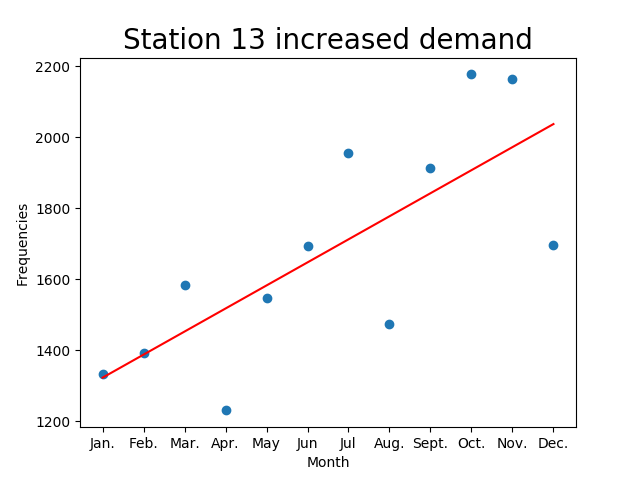 Station 13 increased demand
2200
2000
1800
1600
1400
1200
Frequencies
Jan. Feb. Mar. Apr. May Jun Jul Aug. Sept. Oct. Nov. Dec.
Month